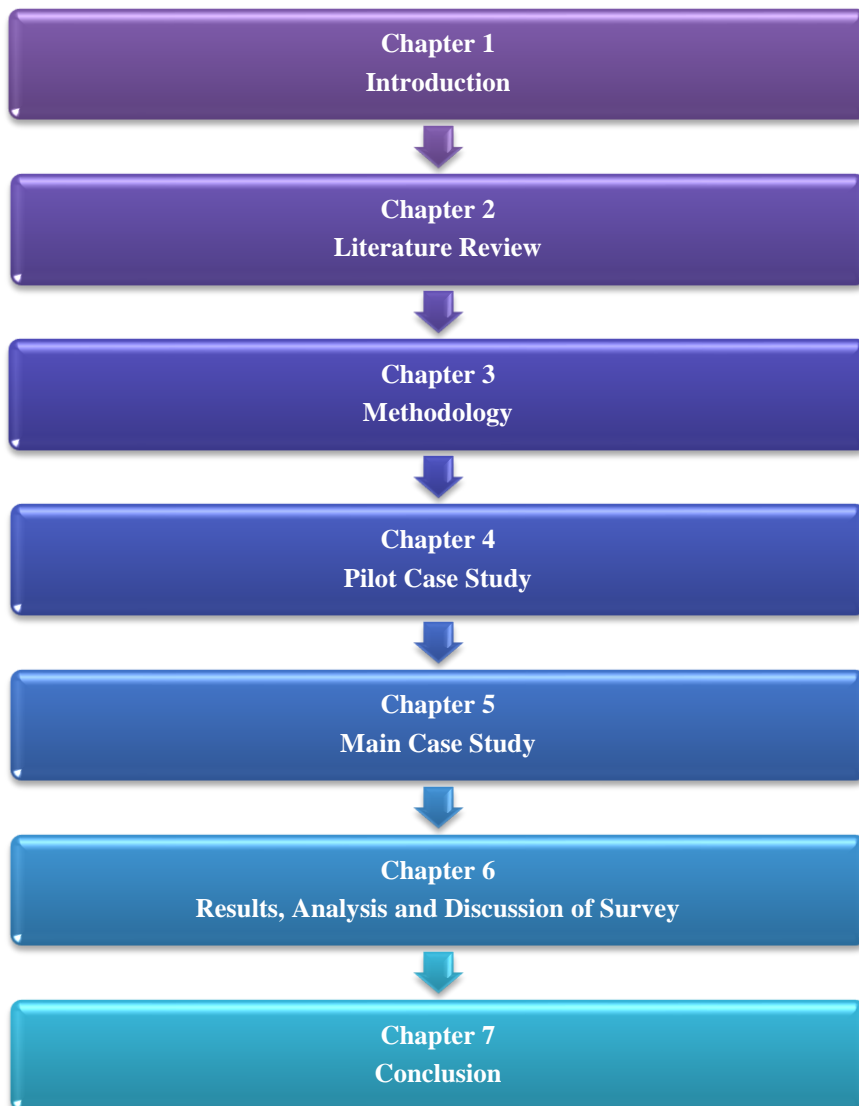 Chapter 1
Introduction
Chapter 2
Literature Review
Chapter 3
Methodology
Chapter 4
Pilot Case Study
Chapter 5
Main Case Study
Chapter 6
Results, Analysis and Discussion of Survey
Chapter 7
Conclusion